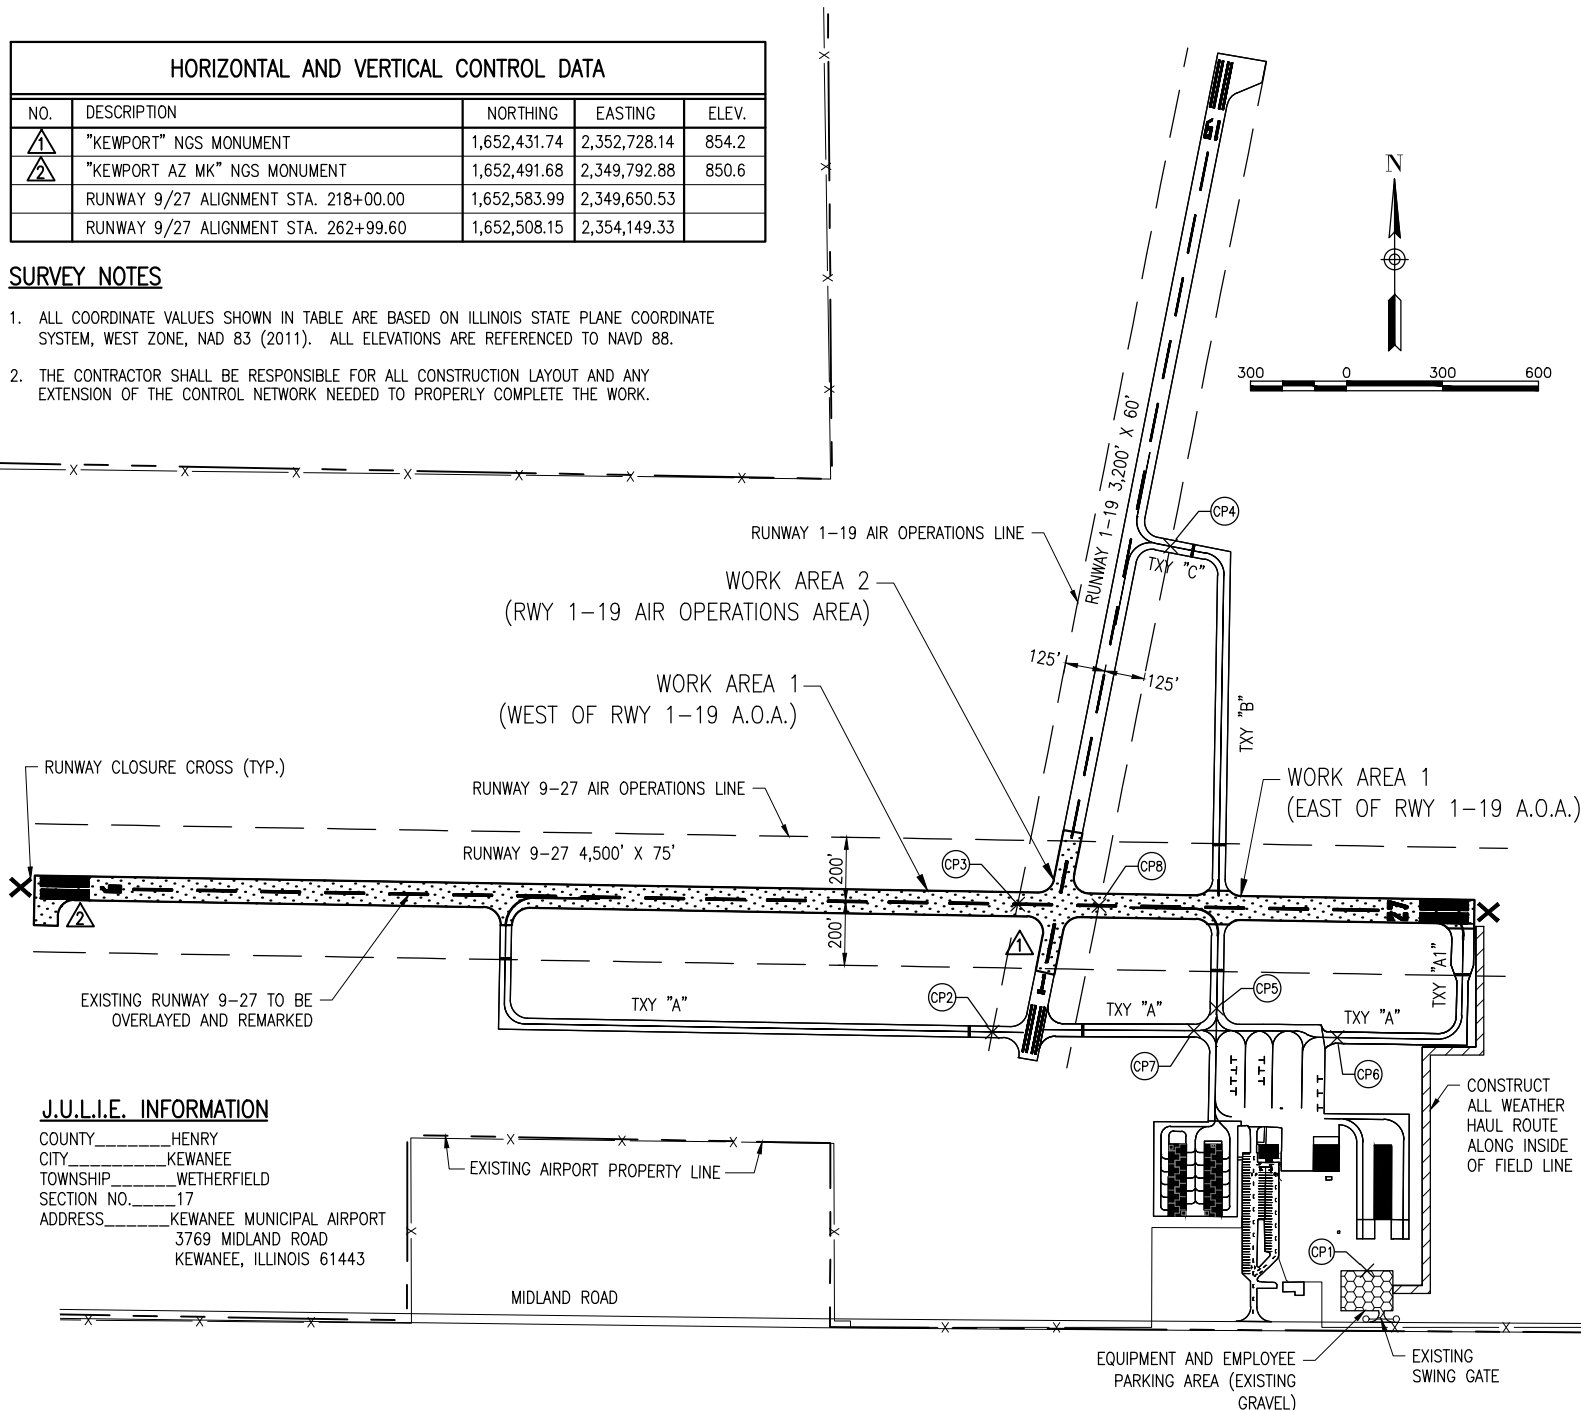 HORIZONTAL AND VERTICAL CONTROL DATA
NO. DESCRIPTION NORTHING EASTING ELEV.
1 "KEWPORT" NGS MONUMENT 1,652,431.74 2,352,728.14 854.2
2 "KEWPORT AZ MK" NGS MONUMENT 1,652,491.68 2,349,792.88 850.6
RUNWAY 9/27 ALIGNMENT STA. 218+00.00 1,652,583.99 2,349,650.53
RUNWAY 9/27 ALIGNMENT STA. 262+99.60 1,652,508.15 2,354,149.33
SURVEY NOTES
1. ALL COORDINATE VALUES SHOWN IN TABLE ARE BASED ON ILLINOIS STATE PLANE COORDINATE
SYSTEM, WEST ZONE, NAD 83 (2011). ALL ELEVATIONS ARE REFERENCED TO NAVD 88.
2. THE CONTRACTOR SHALL BE RESPONSIBLE FOR ALL CONSTRUCTION LAYOUT AND ANY
EXTENSION OF THE CONTROL NETWORK NEEDED TO PROPERLY COMPLETE THE WORK.
19
N
300 0 300 600
RUNWAY 1-19 3,200' X 60'
CP4
RUNWAY 1-19 AIR OPERATIONS LINE
TXY "C"
WORK AREA 2
(RWY 1-19 AIR OPERATIONS AREA)
125'
125'
WORK AREA 1
(WEST OF RWY 1-19 A.O.A.)
TXY "B"
RUNWAY CLOSURE CROSS (TYP.)
RUNWAY 9-27 AIR OPERATIONS LINE
WORK AREA 1
(EAST OF RWY 1-19 A.O.A.)
RUNWAY 9-27 4,500' X 75'
200'
200'
CP3
CP8
9
27
2
1
EXISTING RUNWAY 9-27 TO BE
OVERLAYED AND REMARKED
TXY "A"
CP2
1
TXY "A"
CP5
TXY "A"
TXY "A1"
CP7
CP6
CONSTRUCT
ALL WEATHER
HAUL ROUTE
ALONG INSIDE
OF FIELD LINE
J.U.L.I.E. INFORMATION
COUNTY_______HENRY
CITY__________KEWANEE
TOWNSHIP______WETHERFIELD
SECTION NO.____17
ADDRESS______KEWANEE MUNICIPAL AIRPORT
3769 MIDLAND ROAD
KEWANEE, ILLINOIS 61443
EXISTING AIRPORT PROPERTY LINE
CP1
MIDLAND ROAD
EQUIPMENT AND EMPLOYEE
PARKING AREA (EXISTING
GRAVEL)
EXISTING
SWING GATE